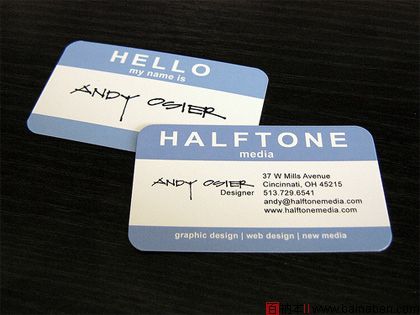 HELLO
my name is
ANDY OSIER
HALFTONE
media
ANDY OSIER
Designer
37 W Mills Avenue
Cincinnati, OH 45215
513.729.6541
andy@halftonemedia.com
www.halftonemedia.com
graphic design | web design | new media